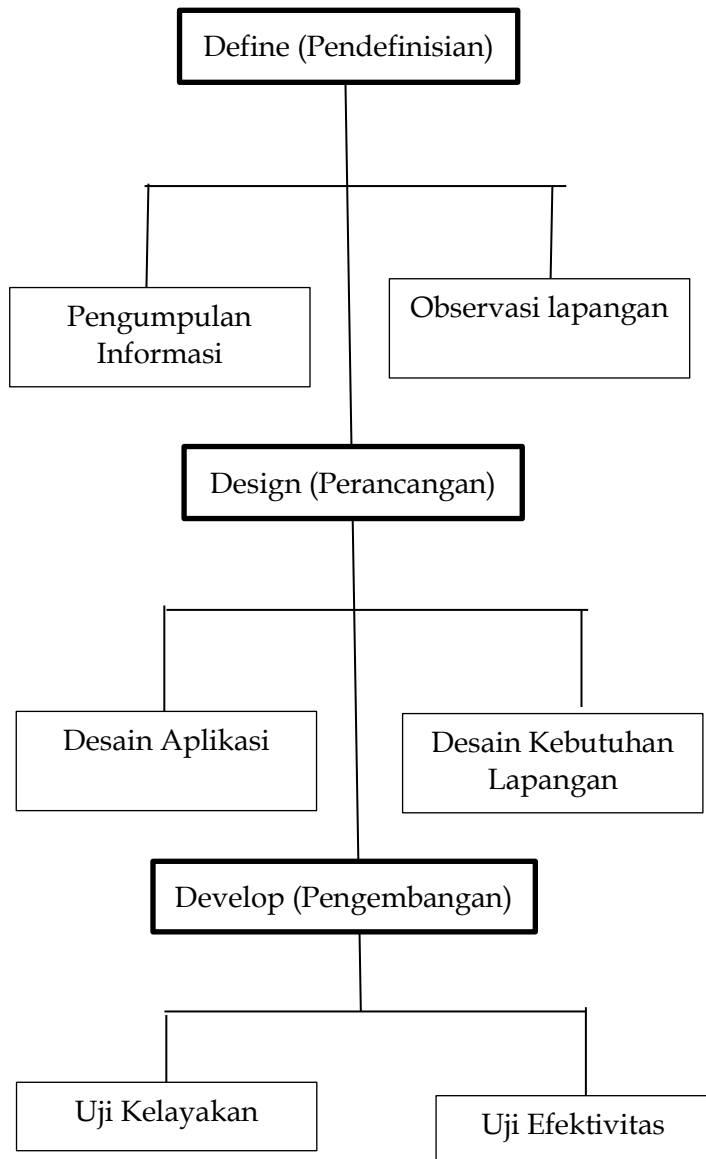 Define (Pendefinisian)
Pengumpulan
Informasi
Observasi lapangan
Design (Perancangan)
Desain Aplikasi
Desain Kebutuhan
Lapangan
Develop (Pengembangan)
Uji Kelayakan
Uji Efektivitas